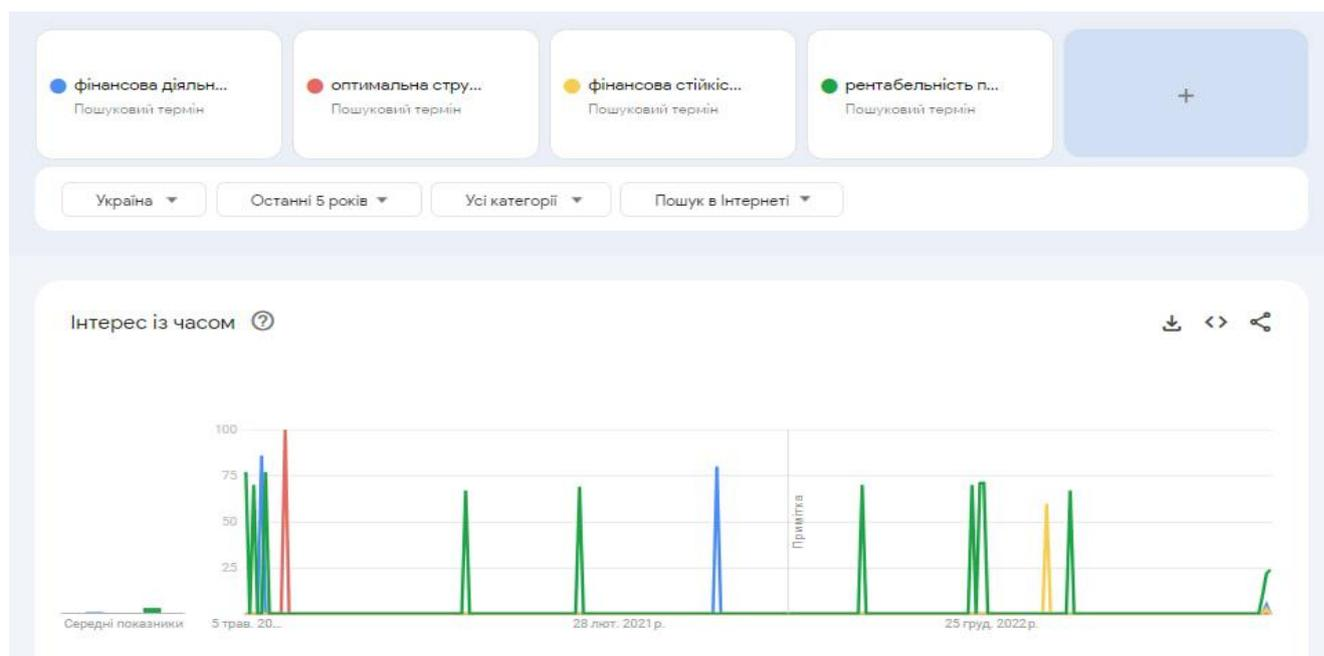 фінансова діяльн...
Пошуковий термін
оптимальна стру...
Пошуковий термін
фінансова стійкіс...
Пошуковий термін
рентабельність п...
Пошуковий термін
+
Україна
Останні 5 років
Усі категорії
Пошук в Інтернеті
Інтерес із часом
100
75
50
25
Примітка
Середні показники
5 трав. 20...
28 лют. 2021 р.
25 груд. 2022 р.